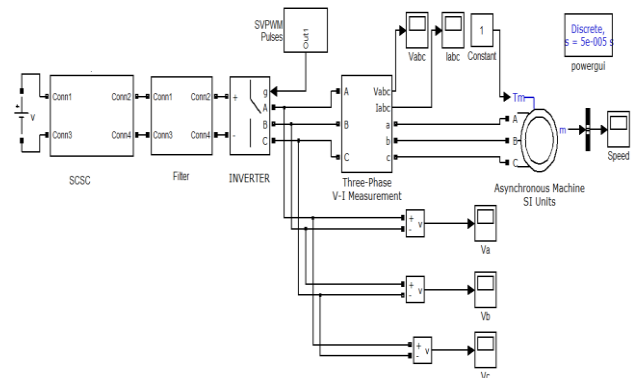 SVPWM
Pulses
Out1
Vabc
Iabc
1
Constant
Discrete,
s = 5e-005 s
powergui
v
Conn1
Conn2
Conn3
Conn4
SCSC
Conn1
Conn2
Conn3
Conn4
Filter
g
+
-
A
B
C
INVERTER
A
B
C
Vabc
Iabc
a
b
c
Three-Phase
V-I Measurement
Tm
A
B
C
m
Asynchronous Machine
SI Units
Speed
+
-
v
Va
+
-
v
Vb
+
-
v
Vc